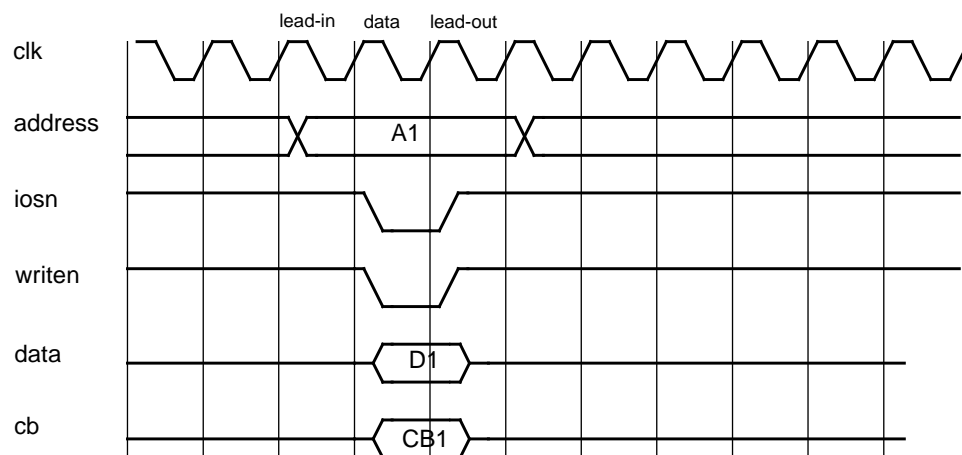 lead-in data lead-out
clk
address A1
iosn
writen
data D1
cb CB1